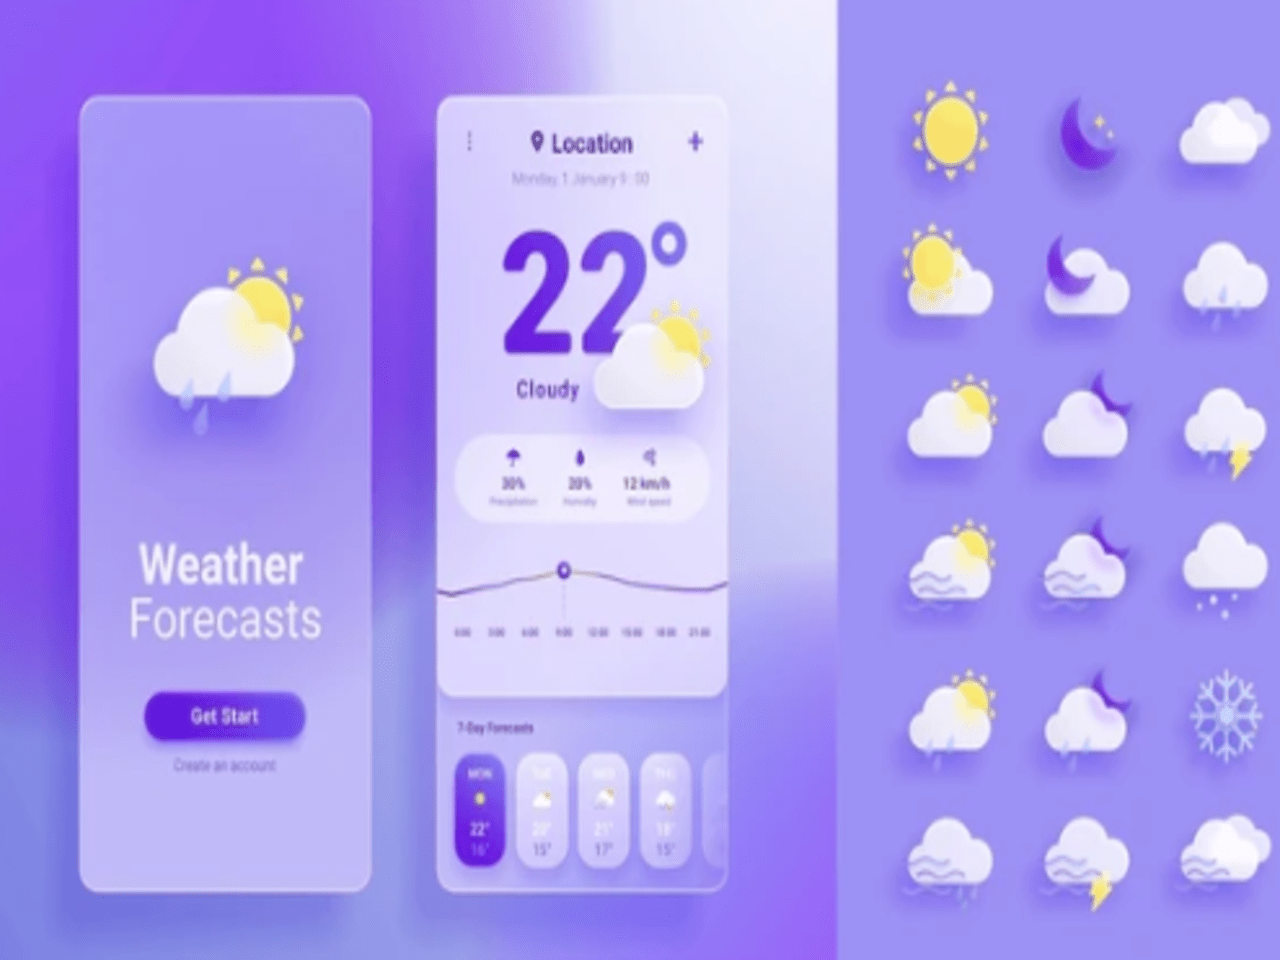 Weather
Forecasts
Get Start
Create an account
Location
Monday, 1 January 9 : 00
22°
Cloudy
30% 20% 12 km/h
Precipitation Humidity Wind speed
0:00 3:00 6:00 9:00 12:00 15:00 18:00 21:00
7-Day Forecasts
MON TUE WED THU
22° 20° 21° 18°
16° 15° 17° 15°